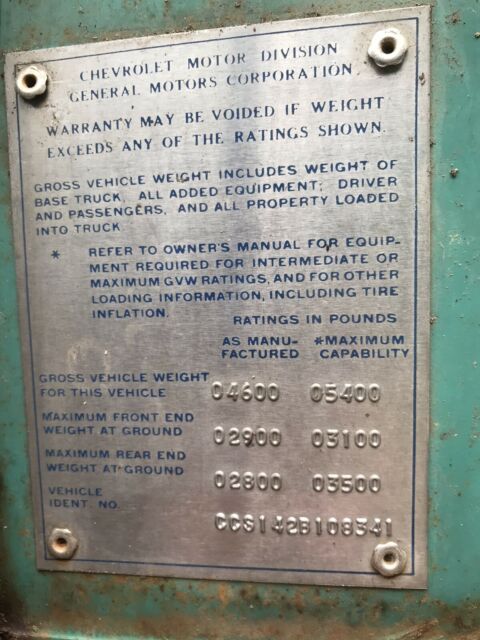 CHEVROLET MOTOR DIVISION
GENERAL MOTORS CORPORATION
WARRANTY MAY BE VOIDED IF WEIGHT
EXCEEDS ANY OF THE RATINGS SHOWN.
GROSS VEHICLE WEIGHT INCLUDES WEIGHT OF
BASE TRUCK, ALL ADDED EQUIPMENT; DRIVER
AND PASSENGERS, AND ALL PROPERTY LOADED
INTO TRUCK
* REFER TO OWNER'S MANUAL FOR EQUIP-
MENT REQUIRED FOR INTERMEDIATE OR
MAXIMUM GVW RATINGS, AND FOR OTHER
LOADING INFORMATION, INCLUDING TIRE
INFLATION.
RATINGS IN POUNDS
AS MANU- *MAXIMUM
FACTURED CAPABILITY
GROSS VEHICLE WEIGHT
FOR THIS VEHICLE 04600 05400
MAXIMUM FRONT END
WEIGHT AT GROUND 02900 03100
MAXIMUM REAR END
WEIGHT AT GROUND 02800 03500
VEHICLE
IDENT. NO. CCS142B108341